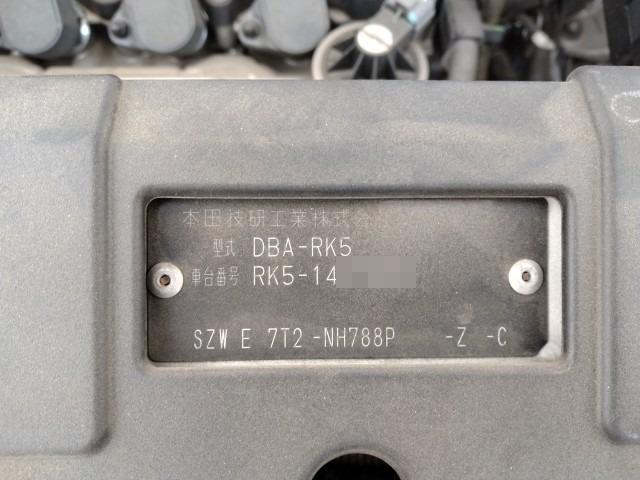 本田技研工業株式会社
型式 DBA-RK5
車台番号 RK5-14
SZW E 7T2 -NH788P -Z -C